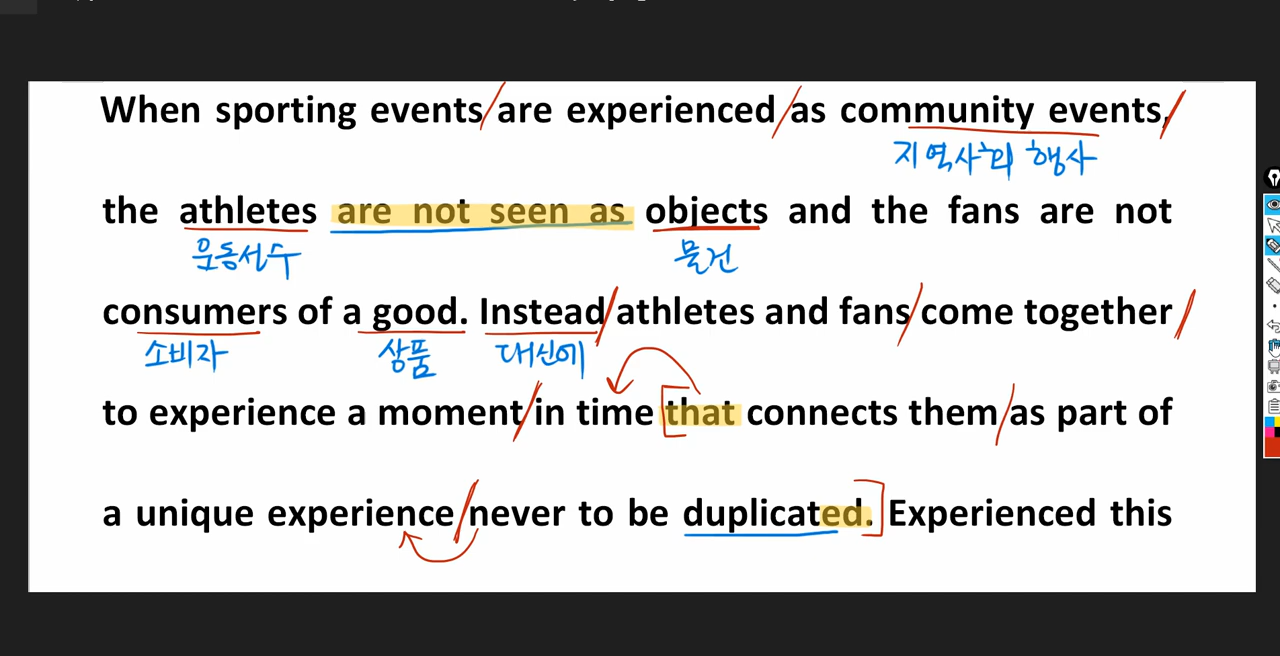 When sporting events are experienced as community events,
지역사회 행사
the athletes are not seen as objects and the fans are not
운동선수 물건
consumers of a good. Instead athletes and fans come together
소비자 상품 대신에
to experience a moment in time that connects them as part of
a unique experience never to be duplicated. Experienced this